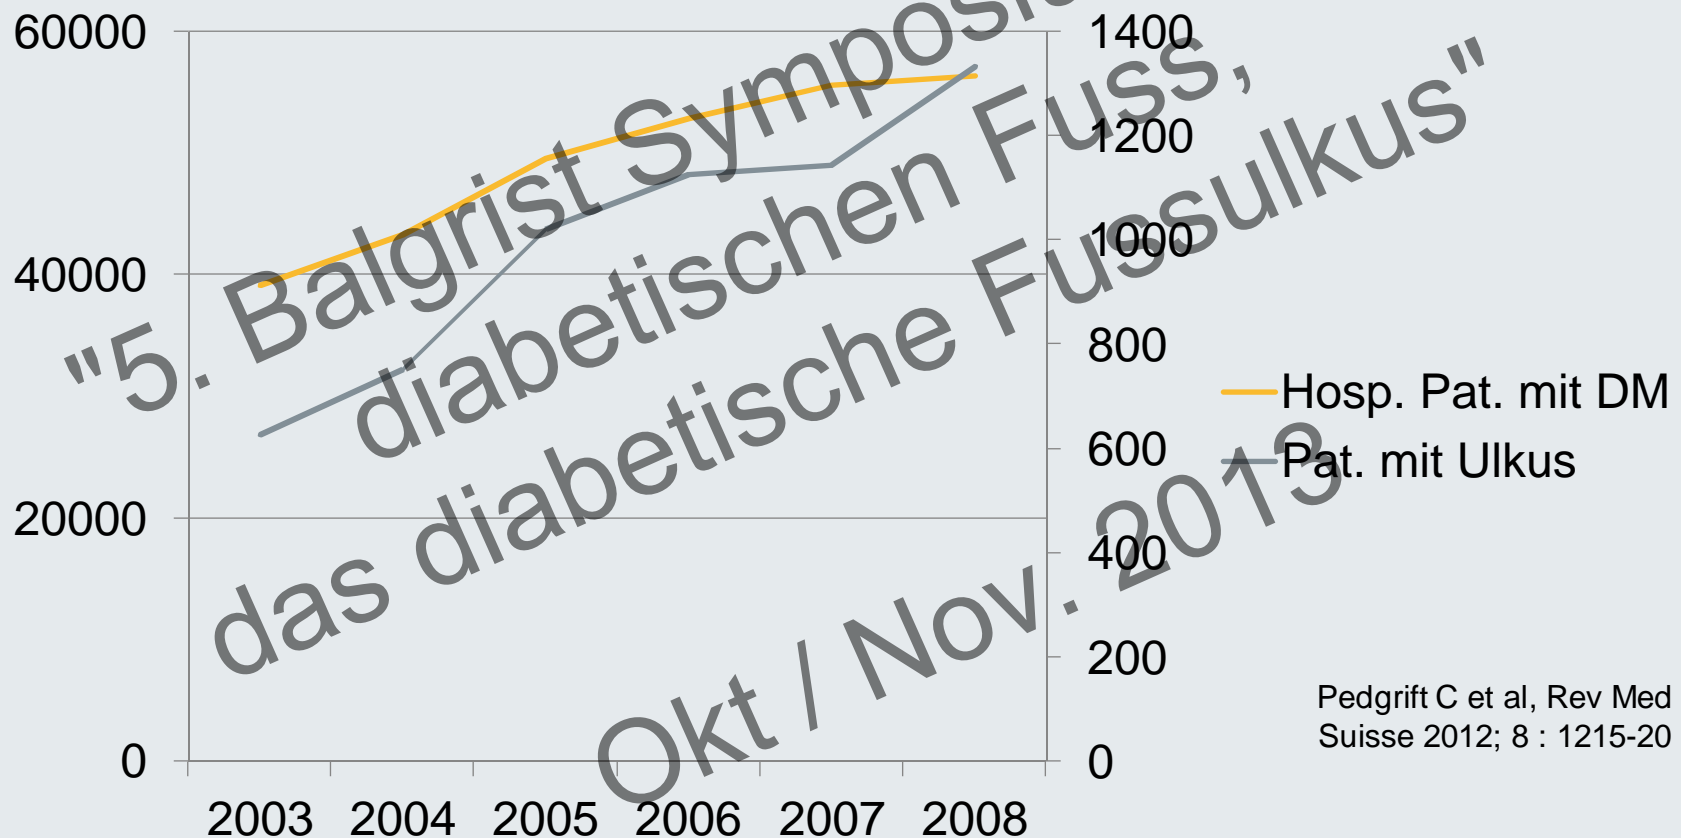 60000
40000
20000
0
1400
1200
1000
800
600
400
200
0
2003 2004 2005 2006 2007 2008
Hosp. Pat. mit DM
Pat. mit Ulkus
Pedgrift C et al, Rev Med
Suisse 2012; 8 : 1215-20
"5. Balgrist
diabetischen Fuss,
das diabetische Fussulkus"
Okt / Nov. 2013